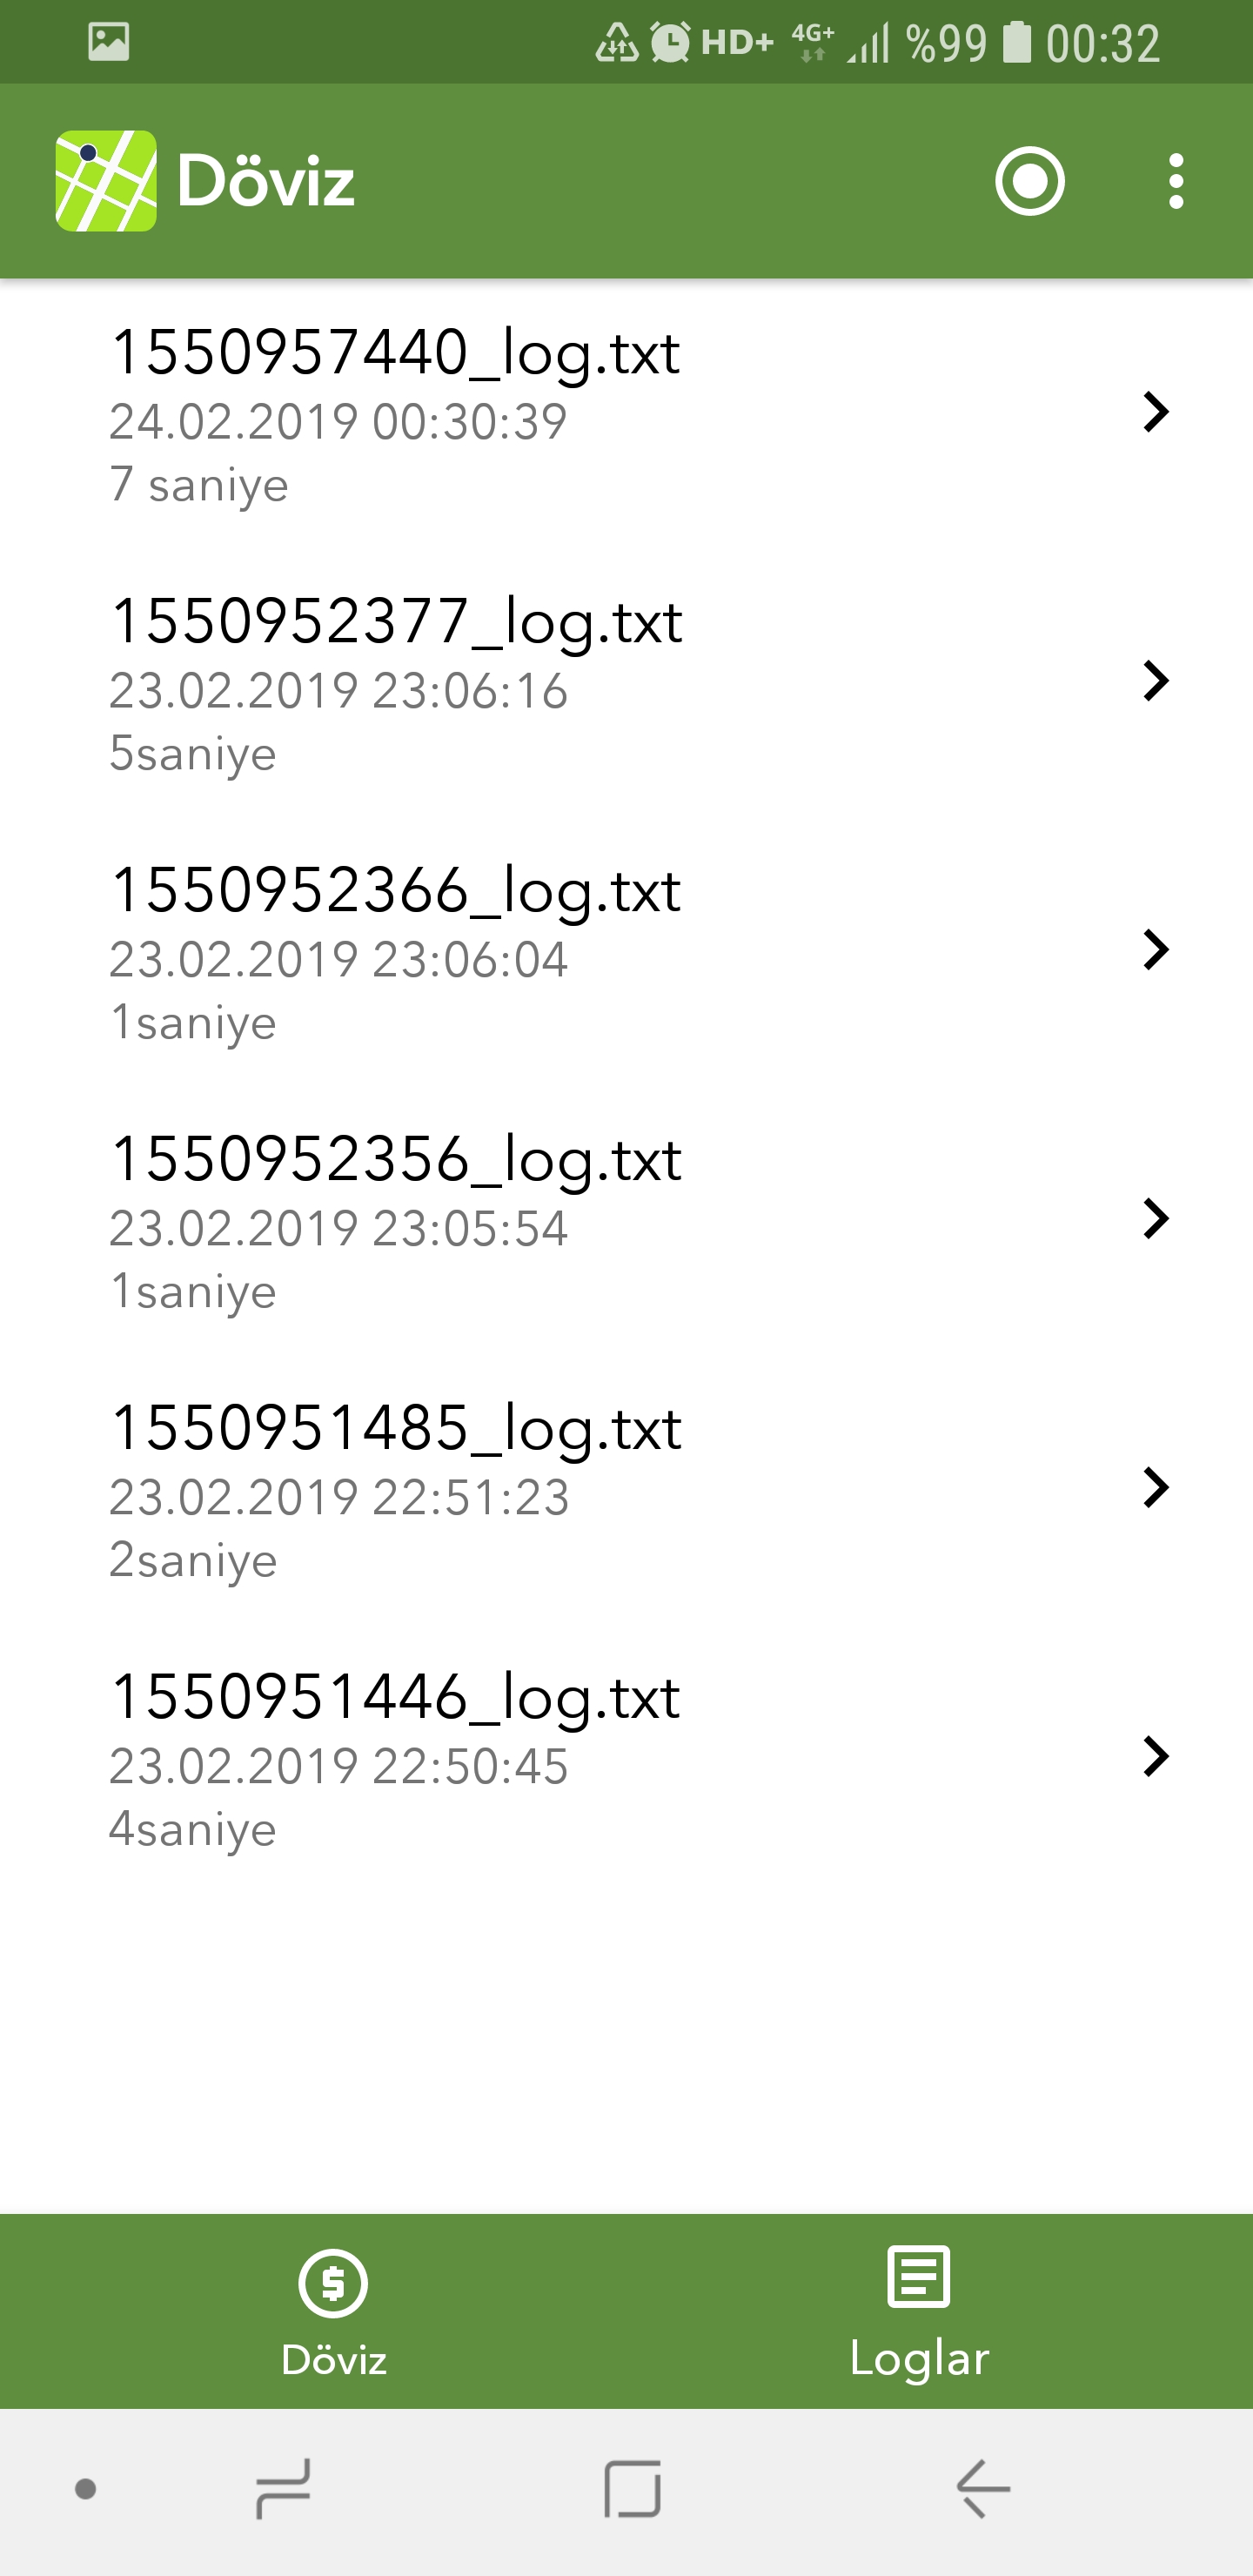 HD+ 4G+ %99 00:32
Döviz
1550957440_log.txt
24.02.2019 00:30:39
7 saniye
1550952377_log.txt
23.02.2019 23:06:16
5saniye
1550952366_log.txt
23.02.2019 23:06:04
1saniye
1550952356_log.txt
23.02.2019 23:05:54
1saniye
1550951485_log.txt
23.02.2019 22:51:23
2saniye
1550951446_log.txt
23.02.2019 22:50:45
4saniye
Döviz
Loglar